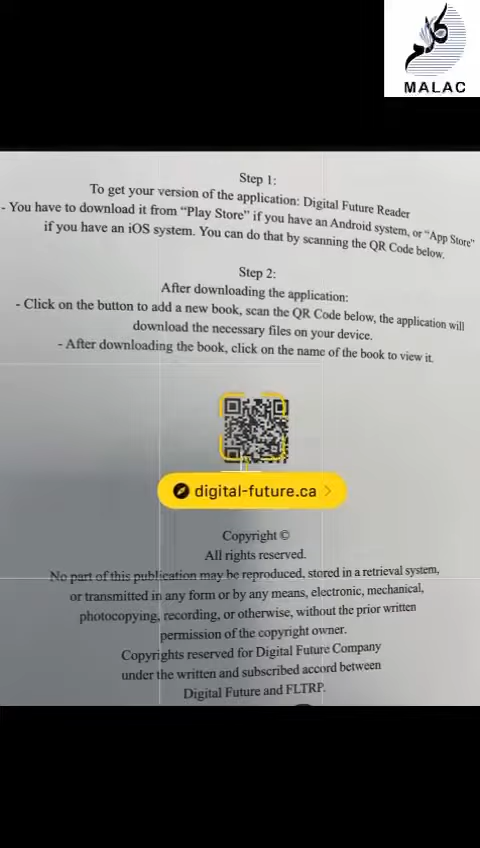 MALAC
Step 1:
To get your version of the application: Digital Future Reader
- You have to download it from “Play Store” if you have an Android system, or “App Store”
if you have an iOS system. You can do that by scanning the QR Code below.
Step 2:
After downloading the application:
- Click on the button to add a new book, scan the QR Code below, the application will
download the necessary files on your device.
- After downloading the book, click on the name of the book to view it.
digital-future.ca
Copyright ©
All rights reserved.
No part of this publication may be reproduced, stored in a retrieval system,
or transmitted in any form or by any means, electronic, mechanical,
photocopying, recording, or otherwise, without the prior written
permission of the copyright owner.
Copyrights reserved for Digital Future Company
under the written and subscribed accord between
Digital Future and FLTRP.